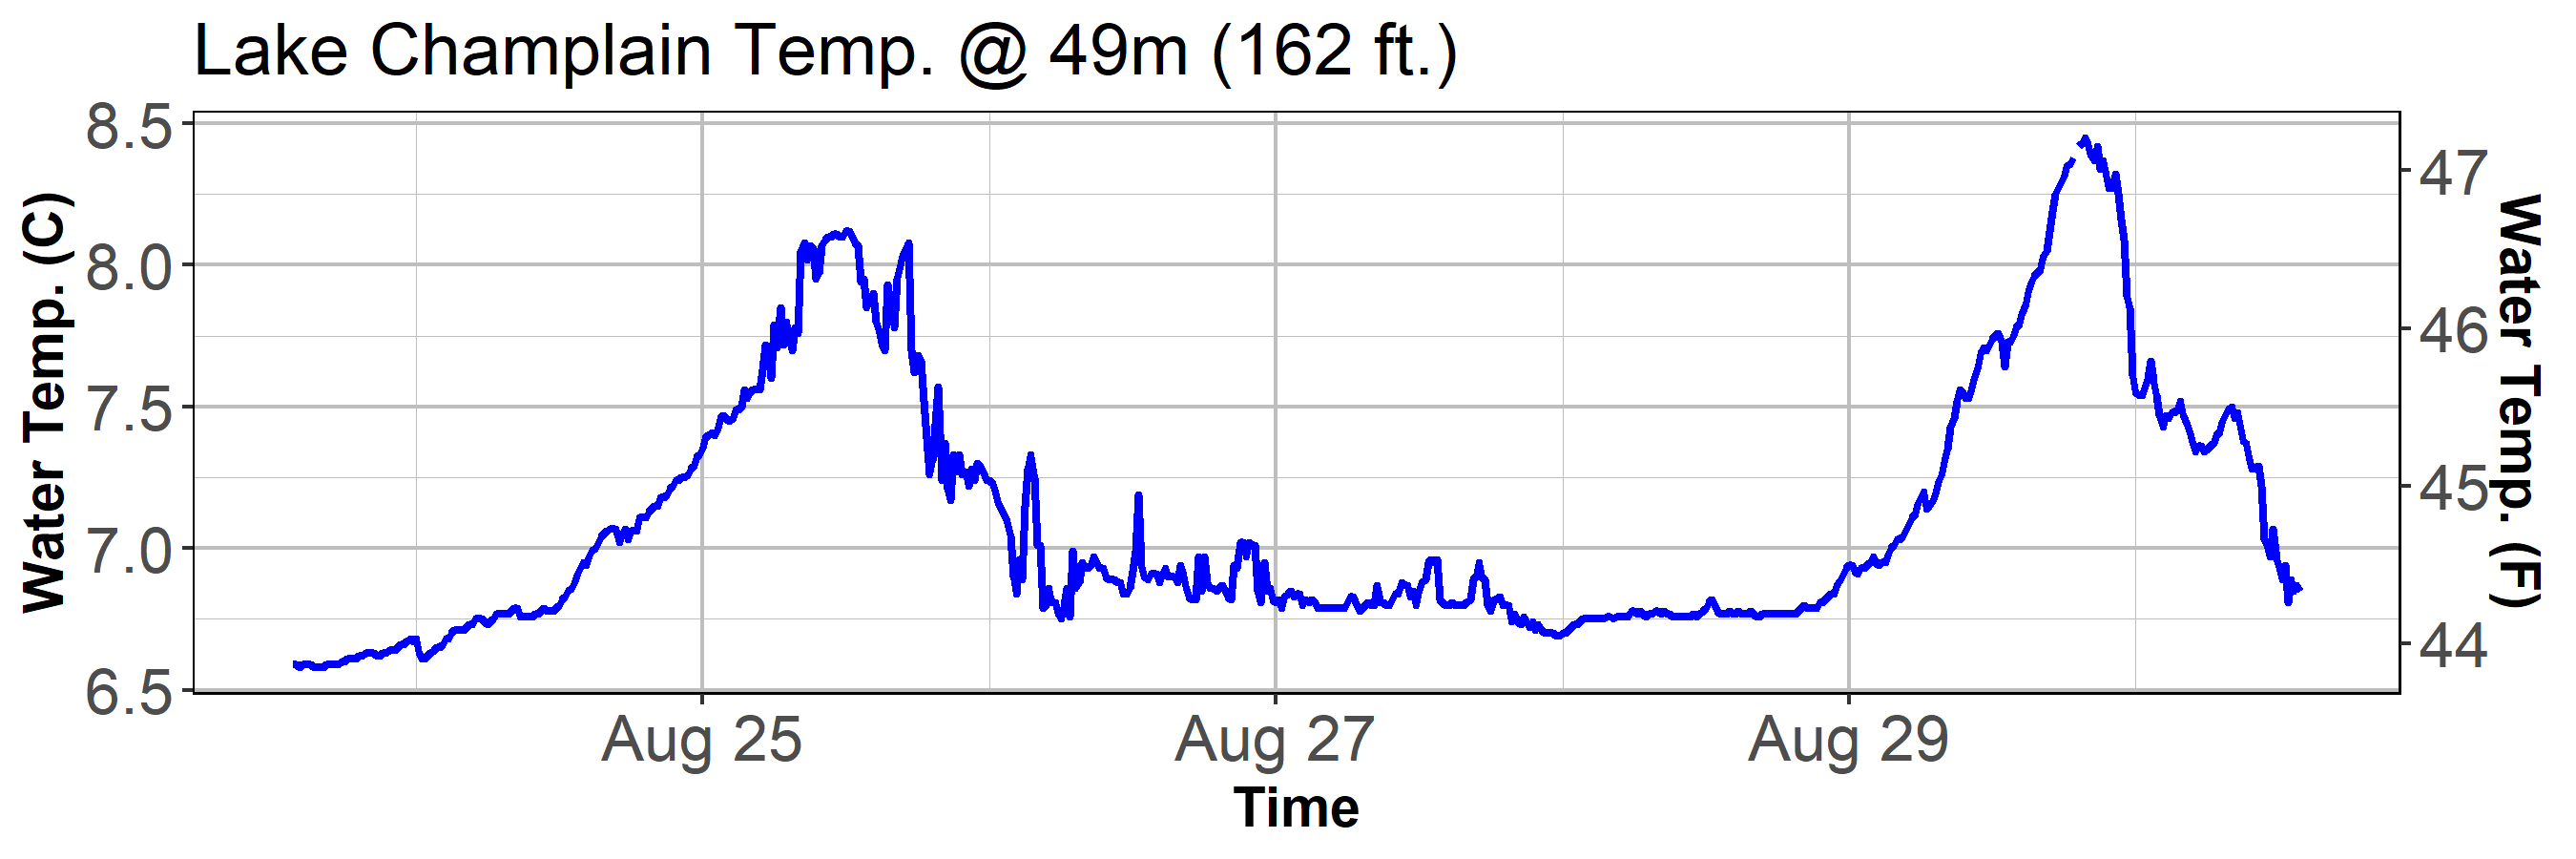 Lake Champlain Temp. @ 49m (162 ft.)
Water Temp. (C)
8.5
8.0
7.5
7.0
6.5
47
46
45
44
Water Temp. (F)
Aug 25
Aug 27
Aug 29
Time